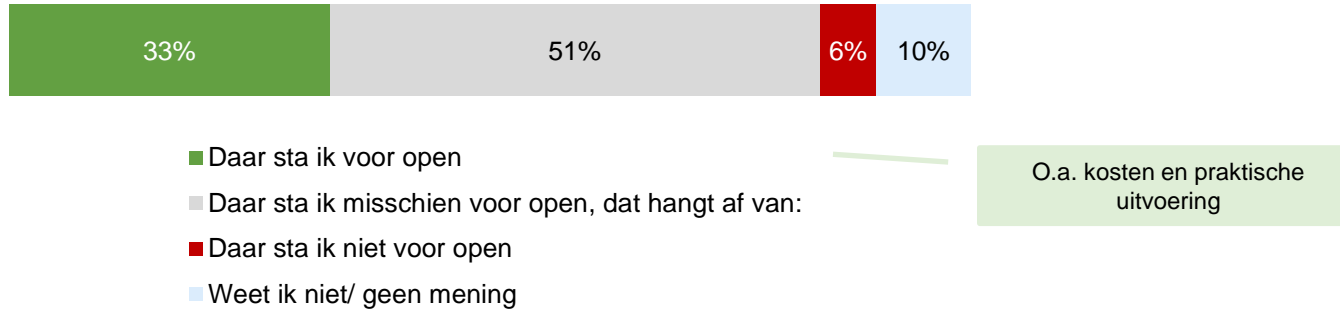 33%
51%
6%
10%
Daar sta ik voor open
Daar sta ik misschien voor open, dat hangt af van:
Daar sta ik niet voor open
Weet ik niet/ geen mening
O.a. kosten en praktische
uitvoering